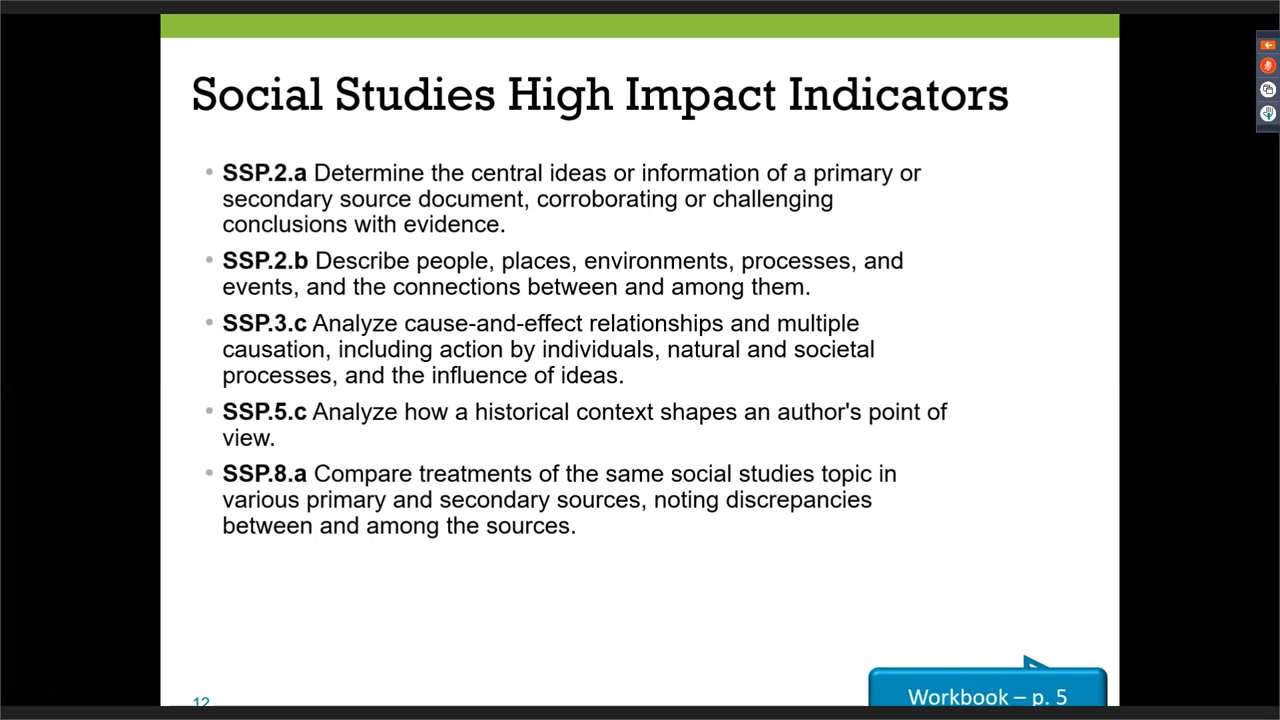 Social Studies High Impact Indicators
• SSP.2.a Determine the central ideas or information of a primary or
secondary source document, corroborating or challenging
conclusions with evidence.
• SSP.2.b Describe people, places, environments, processes, and
events, and the connections between and among them.
• SSP.3.c Analyze cause-and-effect relationships and multiple
causation, including action by individuals, natural and societal
processes, and the influence of ideas.
• SSP.5.c Analyze how a historical context shapes an author's point of
view.
• SSP.8.a Compare treatments of the same social studies topic in
various primary and secondary sources, noting discrepancies
between and among the sources.
12
Workbook – p. 5